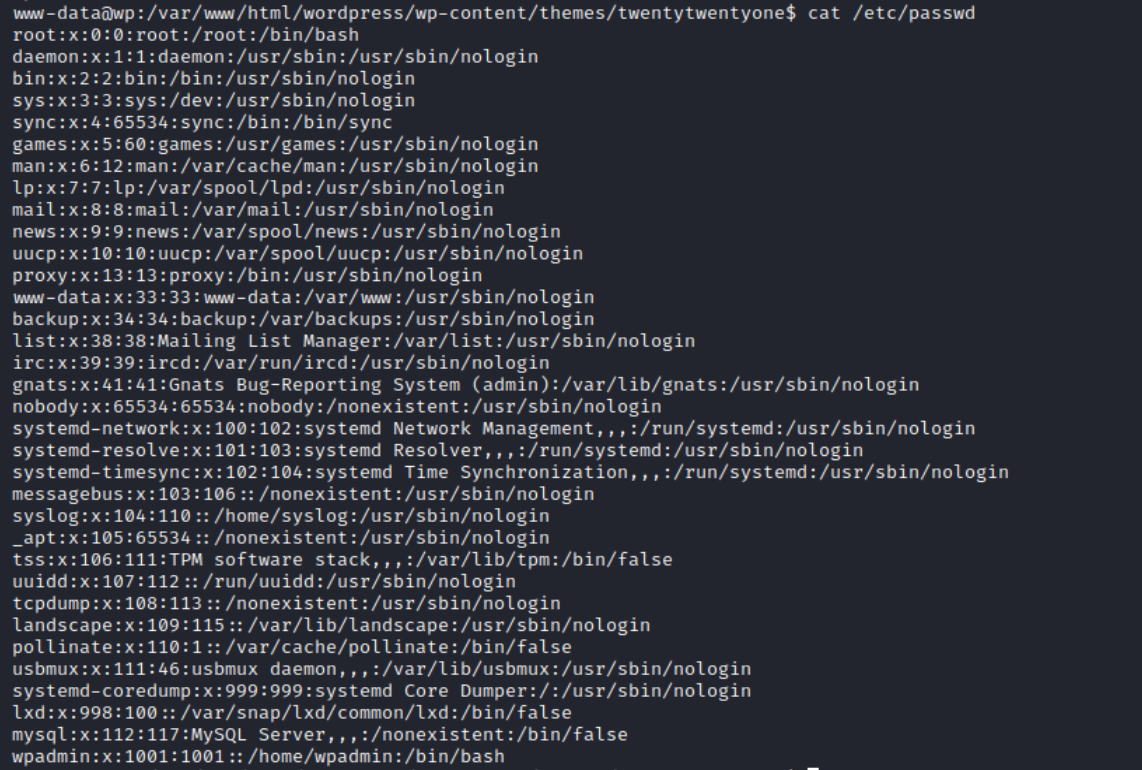 www-data@wp:/var/www/html/wordpress/wp-content/themes/twentytwentyone$ cat /etc/passwd
root:x:0:0:root:/root:/bin/bash
daemon:x:1:1:daemon:/usr/sbin:/usr/sbin/nologin
bin:x:2:2:bin:/bin:/usr/sbin/nologin
sys:x:3:3:sys:/dev:/usr/sbin/nologin
sync:x:4:65534:sync:/bin:/bin/sync
games:x:5:60:games:/usr/games:/usr/sbin/nologin
man:x:6:12:man:/var/cache/man:/usr/sbin/nologin
lp:x:7:7:lp:/var/spool/lpd:/usr/sbin/nologin
mail:x:8:8:mail:/var/mail:/usr/sbin/nologin
news:x:9:9:news:/var/spool/news:/usr/sbin/nologin
uucp:x:10:10:uucp:/var/spool/uucp:/usr/sbin/nologin
proxy:x:13:13:proxy:/bin:/usr/sbin/nologin
www-data:x:33:33:www-data:/var/www:/usr/sbin/nologin
backup:x:34:34:backup:/var/backups:/usr/sbin/nologin
list:x:38:38:Mailing List Manager:/var/list:/usr/sbin/nologin
irc:x:39:39:ircd:/var/run/ircd:/usr/sbin/nologin
gnats:x:41:41:Gnats Bug-Reporting System (admin):/var/lib/gnats:/usr/sbin/nologin
nobody:x:65534:65534:nobody:/nonexistent:/usr/sbin/nologin
systemd-network:x:100:102:systemd Network Management,,,:/run/systemd:/usr/sbin/nologin
systemd-resolve:x:101:103:systemd Resolver,,,:/run/systemd:/usr/sbin/nologin
systemd-timesync:x:102:104:systemd Time Synchronization,,,:/run/systemd:/usr/sbin/nologin
messagebus:x:103:106::/nonexistent:/usr/sbin/nologin
syslog:x:104:110::/home/syslog:/usr/sbin/nologin
_apt:x:105:65534::/nonexistent:/usr/sbin/nologin
tss:x:106:111:TPM software stack,,,:/var/lib/tpm:/bin/false
uuidd:x:107:112::/run/uuidd:/usr/sbin/nologin
tcpdump:x:108:113::/nonexistent:/usr/sbin/nologin
landscape:x:109:115::/var/lib/landscape:/usr/sbin/nologin
pollinate:x:110:1::/var/cache/pollinate:/bin/false
usbmux:x:111:46:usbmux daemon,,,:/var/lib/usbmux:/usr/sbin/nologin
systemd-coredump:x:999:999:systemd Core Dumper:/:/usr/sbin/nologin
lxd:x:998:100::/var/snap/lxd/common/lxd:/bin/false
mysql:x:112:117:MySQL Server,,,:/nonexistent:/bin/false
wpadmin:x:1001:1001::/home/wpadmin:/bin/bash